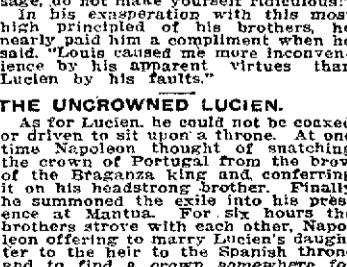 sage, do not make yourself ridiculous!"
In his exasperation with this most
high principled of his brothers, he
nearly paid him a compliment when he
said. "Louis caused me more inconven-
ience by his apparent virtues than
Lucien by his faults."
THE UNCROWNED LUCIEN.
As for Lucien, he could not be coaxed
or driven to sit upon a throne. At one
time Napoleon thought of snatching
the crown of Portugal from the brow
of the Braganza king and conferring
it on his headstrong brother. Finally
he summoned the exile into his pres-
ence at Mantua. For six hours the
brothers strove with each other, Napo-
leon offering to marry Lucien's daugh-
ter to the heir to the Spanish throne
and to find a crown somewhere for